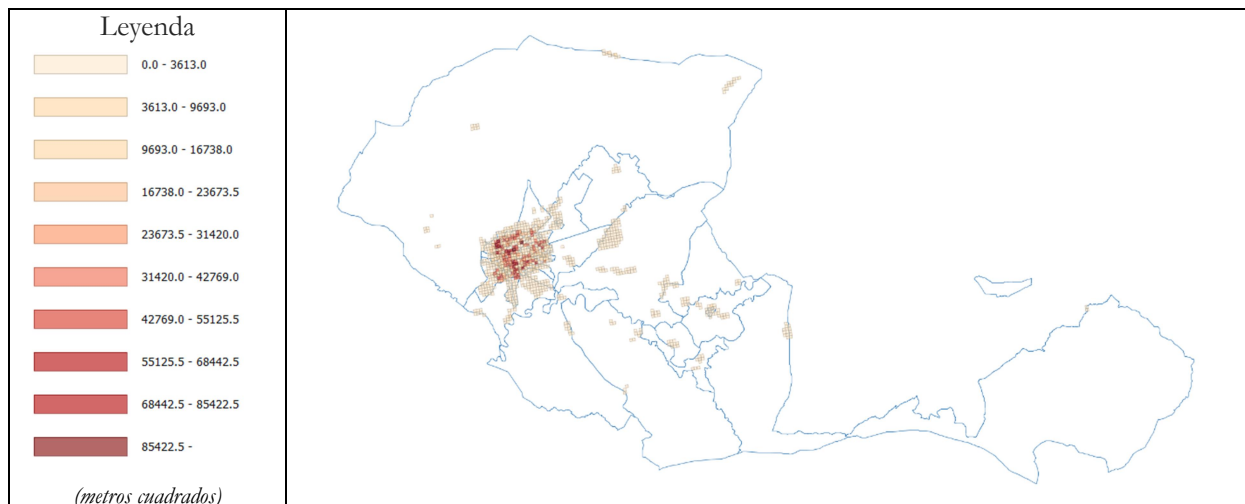 Leyenda
0.0 - 3613.0
3613.0 - 9693.0
9693.0 - 16738.0
16738.0 - 23673.5
23673.5 - 31420.0
31420.0 - 42769.0
42769.0 - 55125.5
55125.5 - 68442.5
68442.5 - 85422.5
85422.5 -
(metros cuadrados)